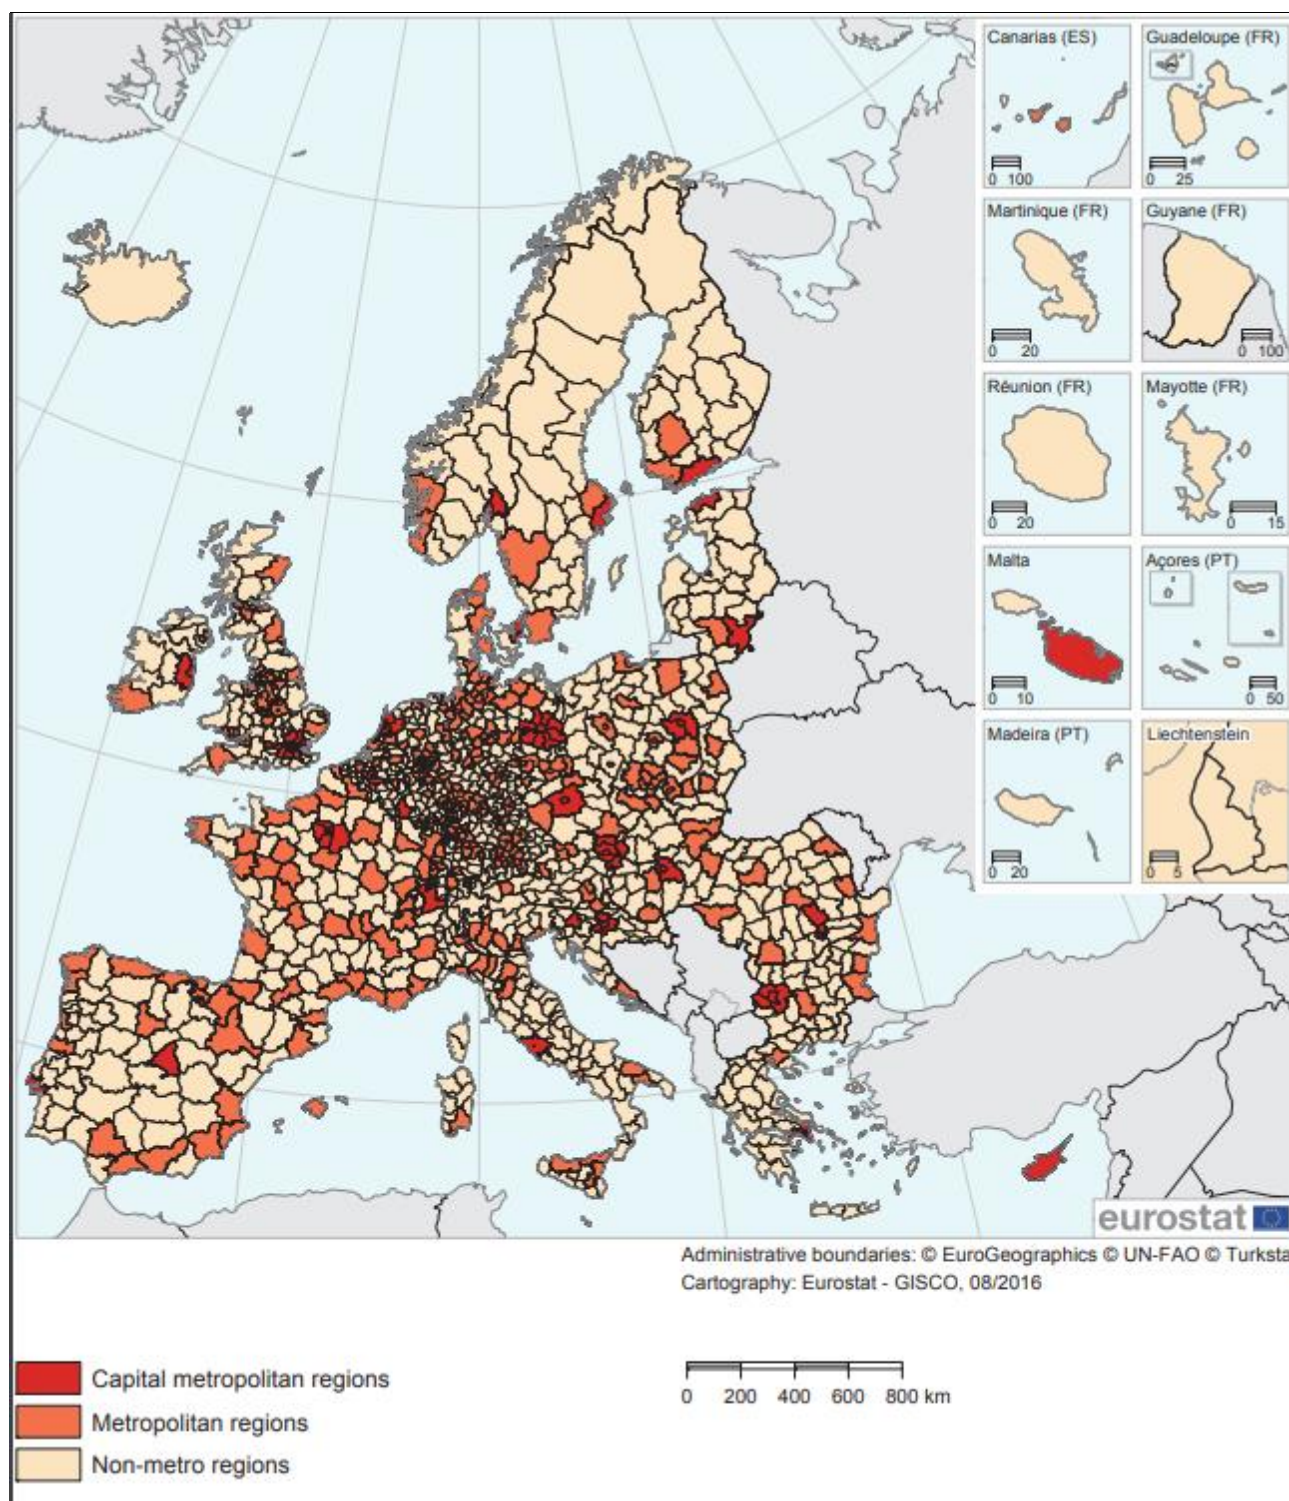 Canarias (ES)
0 100
Guadeloupe (FR)
0 25
Martinique (FR)
0 20
Guyane (FR)
0 100
Réunion (FR)
0 20
Mayotte (FR)
0 15
Malta
0 10
Açores (PT)
0 50
Madeira (PT)
0 20
Liechtenstein
0 5
eurostat
Administrative boundaries: © EuroGeographics © UN-FAO © Turksta
Cartography: Eurostat - GISCO, 08/2016
Capital metropolitan regions
Metropolitan regions
Non-metro regions
0 200 400 600 800 km